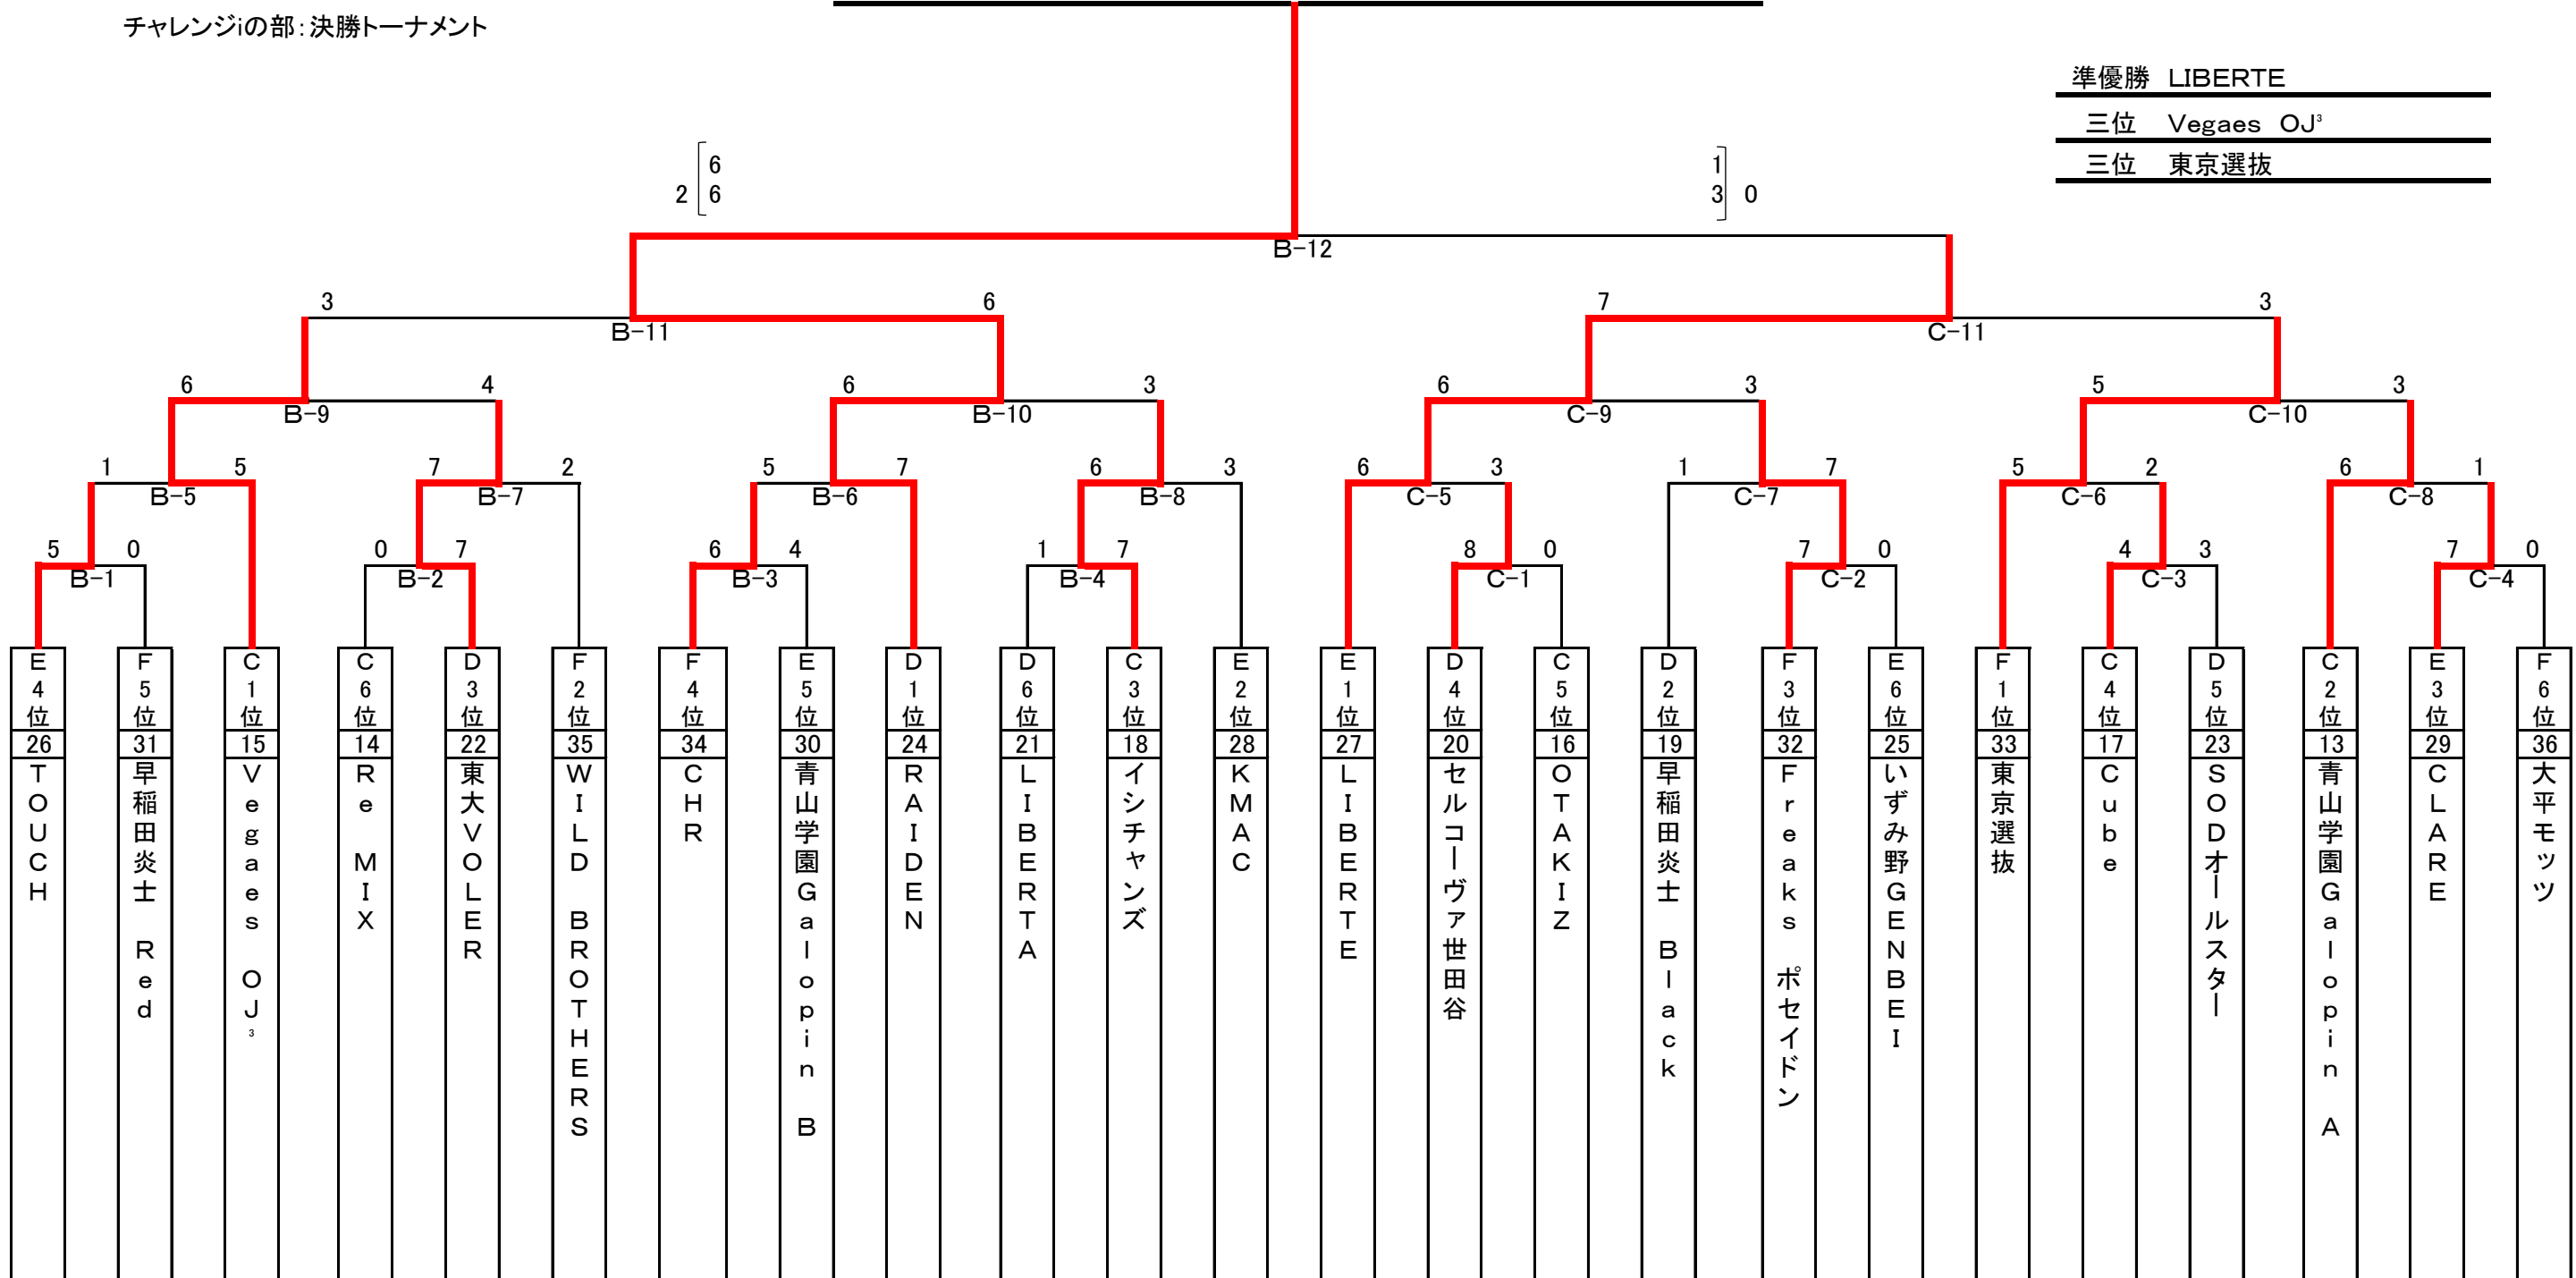 チャレンジiの部：決勝トーナメント
準優勝 LIBERTE
三位 Vegaes OJ³
三位 東京選抜
6 1
2 6 3 0
B-12
3 6 7 3
B-11 C-11
6 4 6 3 6 3 5 3
B-9 B-10 C-9 C-10
1 5 7 2 5 7 6 3 6 3 1 7 5 2 6 1
B-5 B-7 B-6 B-8 C-5 C-7 C-6 C-8
5 0 0 7 6 4 1 7 8 0 7 0 4 3 7 0
B-1 B-2 B-3 B-4 C-1 C-2 C-3 C-4
E4位 26 TOUCH
F5位 31 早稲田炎士 Red
C1位 15 Vegaes OJ³
C6位 14 Re MIX
D3位 22 東大VOLER
F2位 35 WILD BROTHERS
F4位 34 CHR
E5位 30 青山学園Galopin B
D1位 24 RAIDEN
D6位 21 LIBERTA
C3位 18 イシチャンズ
E2位 28 KMAC
E1位 27 LIBERTE
D4位 20 セルコーヴァ世田谷
C5位 16 OTAKIZ
D2位 19 早稲田炎士 Black
F3位 32 Freaks ポセイドン
E6位 25 いずみ野GENBEI
F1位 33 東京選抜
C4位 17 Cube
D5位 23 SODオールスター
C2位 13 青山学園Galopin A
E3位 29 CLARE
F6位 36 大平モッツ